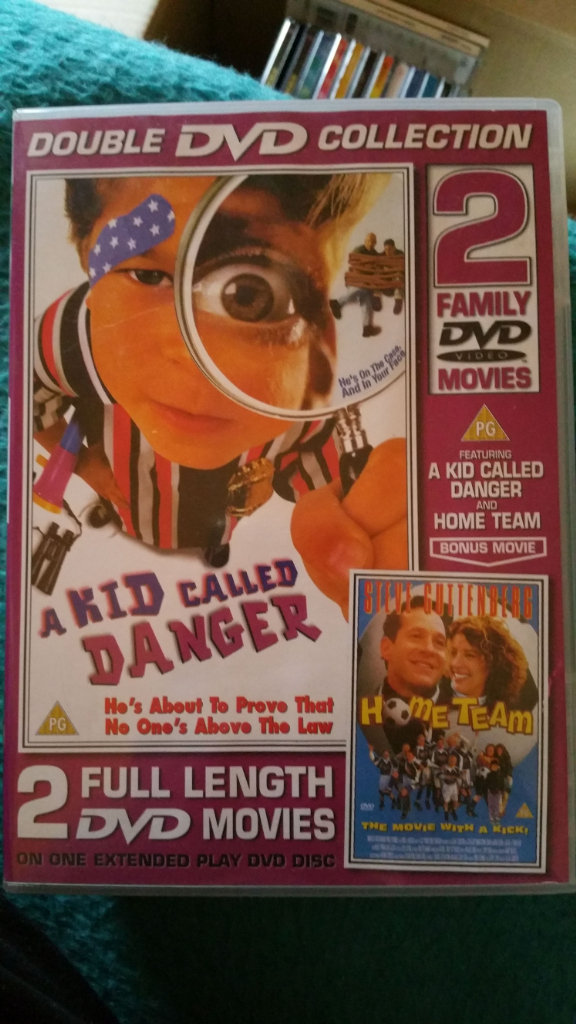 DOUBLE DVD COLLECTION
He's On The Case,
And In Your Face
A KID CALLED
DANGER
PG
He's About To Prove That
No One's Above The Law
2 FULL LENGTH
DVD MOVIES
ON ONE EXTENDED PLAY DVD DISC
2
FAMILY
DVD
VIDEO
MOVIES
PG
FEATURING
A KID CALLED
DANGER
AND
HOME TEAM
BONUS MOVIE
STEVE GUTTENBERG
HOME TEAM
DVD
THE MOVIE WITH A KICK!